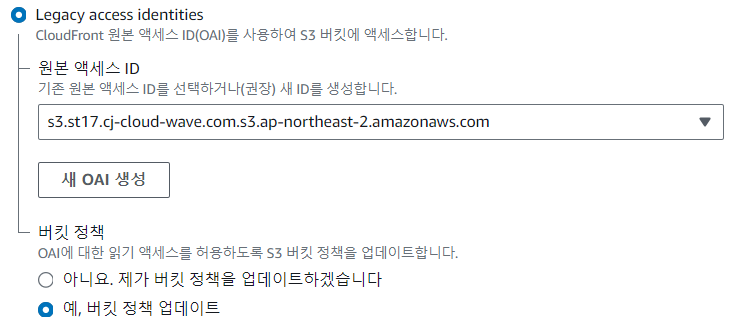 Legacy access identities
CloudFront 원본 액세스 ID(OAI)를 사용하여 S3 버킷에 액세스합니다.
원본 액세스 ID
기존 원본 액세스 ID를 선택하거나(권장) 새 ID를 생성합니다.
s3.st17.cj-cloud-wave.com.s3.ap-northeast-2.amazonaws.com
새 OAI 생성
버킷 정책
OAI에 대한 읽기 액세스를 허용하도록 S3 버킷 정책을 업데이트합니다.
아니요. 제가 버킷 정책을 업데이트하겠습니다
예, 버킷 정책 업데이트